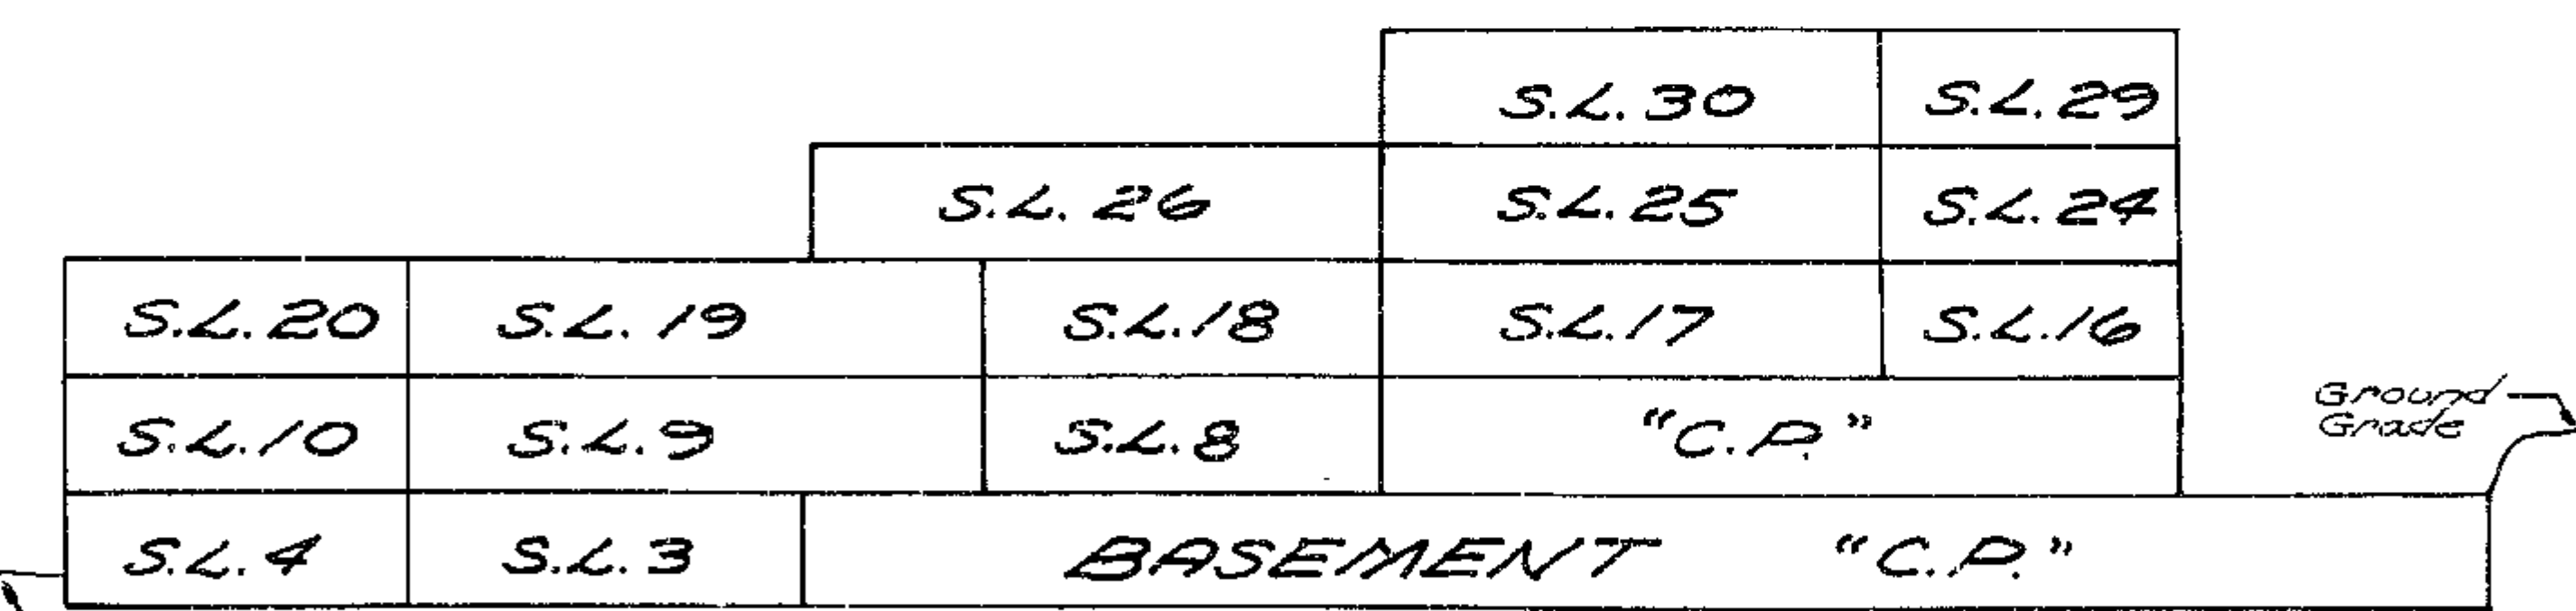 S.L. 30 S.L. 29
S.L. 26 S.L. 25 S.L. 24
S.L. 20 S.L. 19 S.L. 18 S.L. 17 S.L. 16
S.L. 10 S.L. 9 S.L. 8 "C.P."
Ground
Grade
S.L. 4 S.L. 3 BASEMENT "C.P."